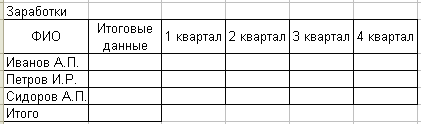 Заработки
ФИО Итоговые данные 1 квартал 2 квартал 3 квартал 4 квартал
Иванов А.П.
Петров И.Р.
Сидоров А.П.
Итого